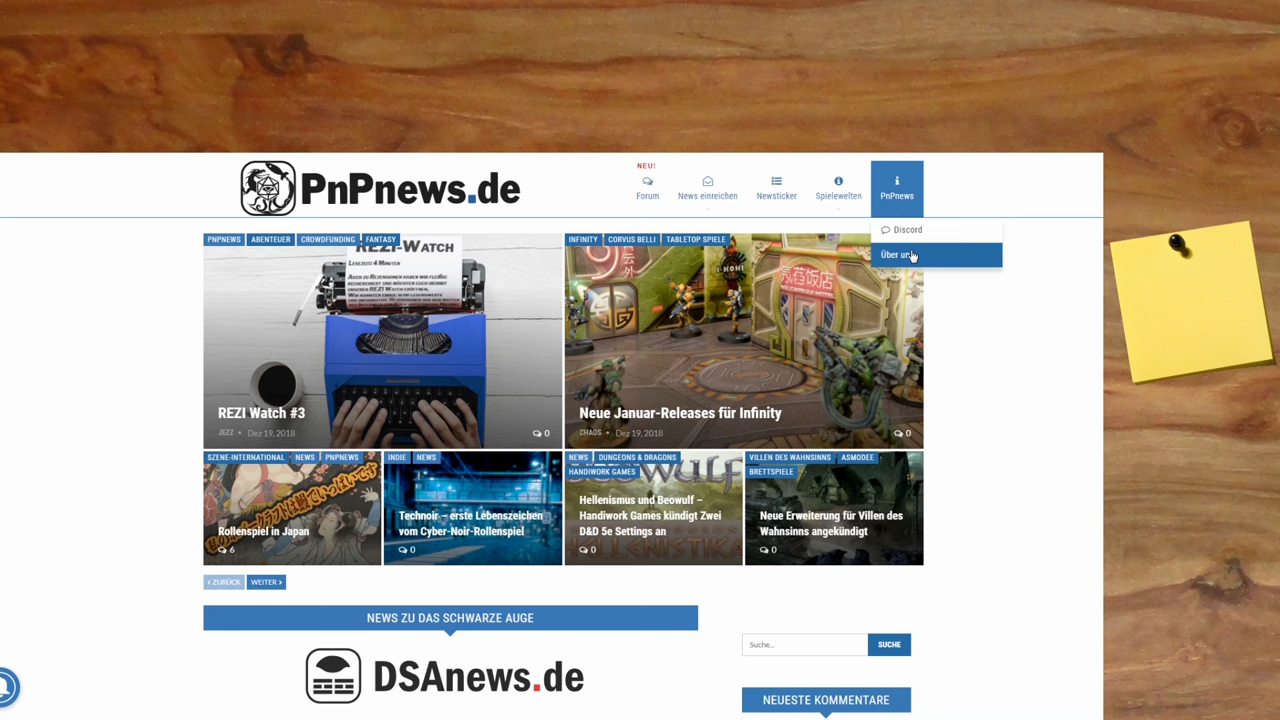 PnPnews.de
NEU!
Forum
News einreichen
Newsticker
Spielewelten
PnPnews
Discord
Über uns
PNPNEWS ABENTEUER CROWDFUNDING FANTASY
REZI-WATCH
LESEZEIT: 4 MINUTEN
REZI Watch #3
JEZZ • Dez 19, 2018
0
INFINITY CORVUS BELLI TABLETOP SPIELE
Neue Januar-Releases für Infinity
CHAOS • Dez 19, 2018
0
SZENE-INTERNATIONAL NEWS PNPNEWS
Rollenspiel in Japan
6
INDIE NEWS
Technoir – erste Lebenszeichen
vom Cyber-Noir-Rollenspiel
0
NEWS DUNGEONS & DRAGONS
HANDIWORK GAMES
Hellenismus und Beowulf –
Handiwork Games kündigt Zwei
D&D 5e Settings an
0
VILLEN DES WAHNSINNS ASMODEE
BRETTSPIELE
Neue Erweiterung für Villen des
Wahnsinns angekündigt
0
‹ ZURÜCK WEITER ›
NEWS ZU DAS SCHWARZE AUGE
DSAnews.de
Suche... SUCHE
NEUESTE KOMMENTARE